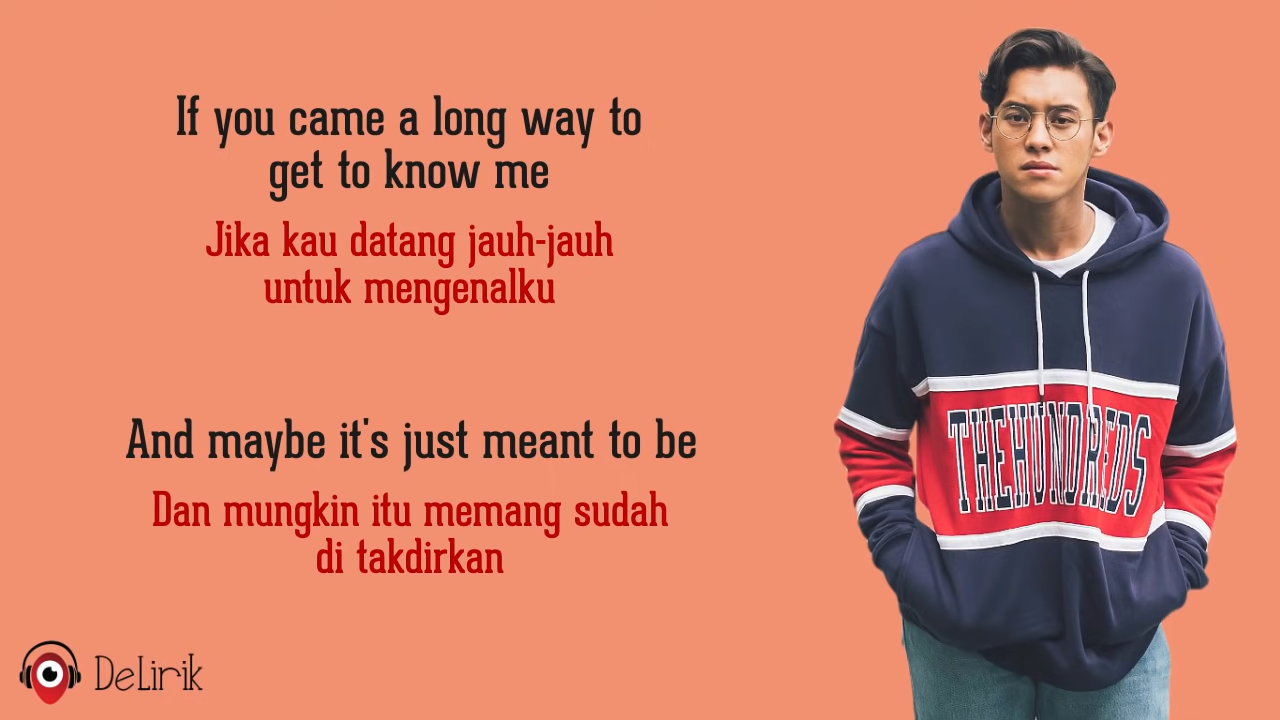 If you came a long way to
get to know me
Jika kau datang jauh-jauh
untuk mengenalku
And maybe it's just meant to be
Dan mungkin itu memang sudah
di takdirkan
THEHUNDREDS
DeLirik